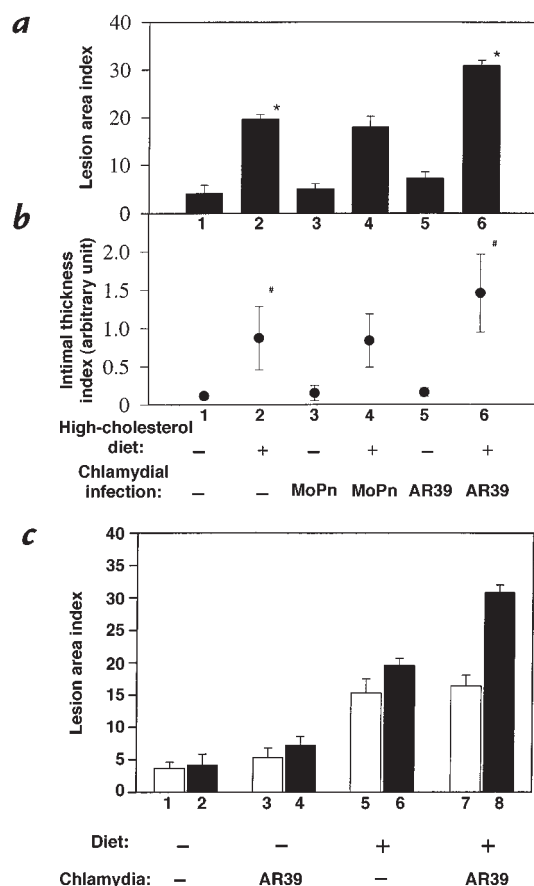 a
Lesion area index
40
30
20
10
0
*
*
1 2 3 4 5 6
b
Intimal thickness
index (arbitrary unit)
2.0
1.5
1.0
0.5
0
#
#
1 2 3 4 5 6
High-cholesterol
diet: – + – + – +
Chlamydial
infection: – – MoPn MoPn AR39 AR39
c
Lesion area index
40
35
30
25
20
15
10
5
0
1 2 3 4 5 6 7 8
Diet: – – + +
Chlamydia: – AR39 – AR39